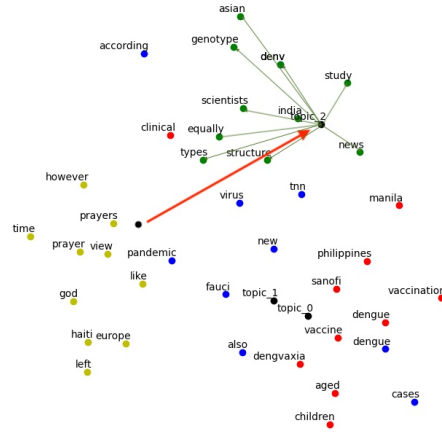 asian
according
genotype
denv
study
scientists
india
topic_2
clinical
equally
types
structure
news
however
virus
tnn
manila
prayers
time
prayer
view
pandemic
new
philippines
like
sanofi
god
fauci
topic_1
vaccination
topic_0
dengue
vaccine
haiti
europe
also
dengue
dengvaxia
left
aged
cases
children